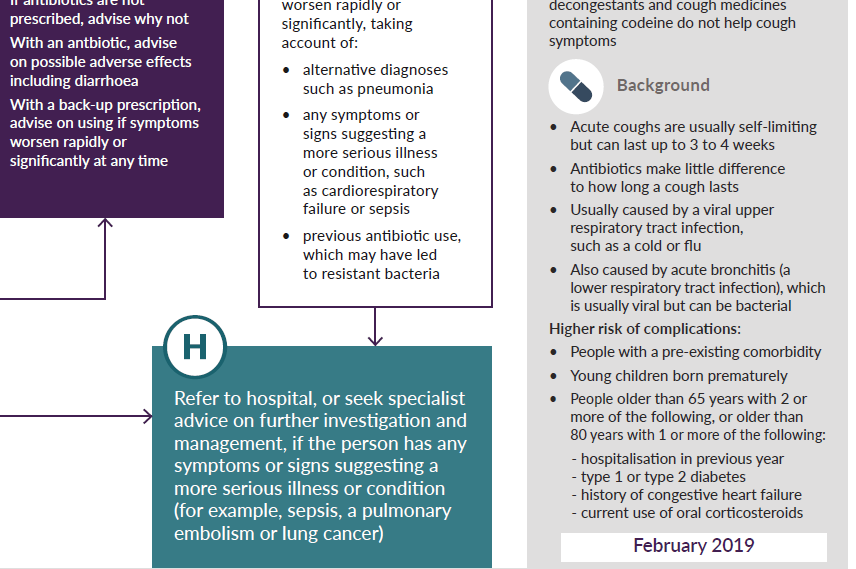 If antibiotics are not
prescribed, advise why not
With an antbiotic, advise
on possible adverse effects
including diarrhoea
With a back-up prescription,
advise on using if symptoms
worsen rapidly or
significantly at any time
worsen rapidly or
significantly, taking
account of:
• alternative diagnoses
such as pneumonia
• any symptoms or
signs suggesting a
more serious illness
or condition, such
as cardiorespiratory
failure or sepsis
• previous antibiotic use,
which may have led
to resistant bacteria
H
Refer to hospital, or seek specialist
advice on further investigation and
management, if the person has any
symptoms or signs suggesting a
more serious illness or condition
(for example, sepsis, a pulmonary
embolism or lung cancer)
decongestants and cough medicines
containing codeine do not help cough
symptoms
Background
• Acute coughs are usually self-limiting
but can last up to 3 to 4 weeks
• Antibiotics make little difference
to how long a cough lasts
• Usually caused by a viral upper
respiratory tract infection,
such as a cold or flu
• Also caused by acute bronchitis (a
lower respiratory tract infection), which
is usually viral but can be bacterial
Higher risk of complications:
• People with a pre-existing comorbidity
• Young children born prematurely
• People older than 65 years with 2 or
more of the following, or older than
80 years with 1 or more of the following:
- hospitalisation in previous year
- type 1 or type 2 diabetes
- history of congestive heart failure
- current use of oral corticosteroids
February 2019